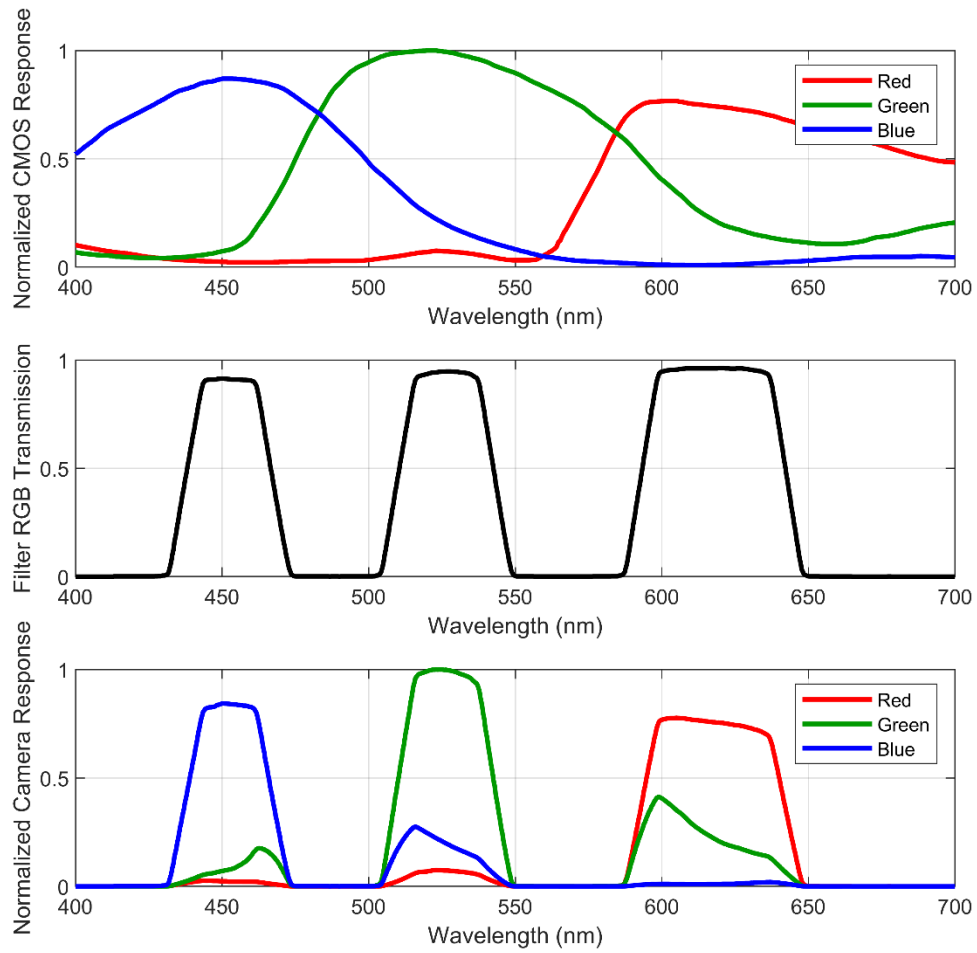 Normalized CMOS Response
1
0.5
0
Red
Green
Blue
400 450 500 550 600 650 700
Wavelength (nm)
Filter RGB Transmission
1
0.5
0
400 450 500 550 600 650 700
Wavelength (nm)
Normalized Camera Response
1
0.5
0
Red
Green
Blue
400 450 500 550 600 650 700
Wavelength (nm)